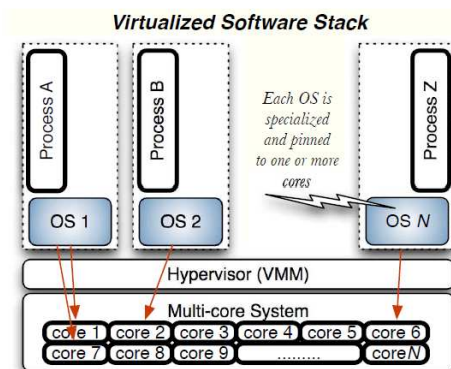 Virtualized Software Stack
Process A
Process B
Each OS is
specialized
and pinned
to one or more
cores
Process Z
OS 1
OS 2
OS N
Hypervisor (VMM)
Multi-core System
core 1 core 2 core 3 core 4 core 5 core 6
core 7 core 8 core 9 ......... coreN